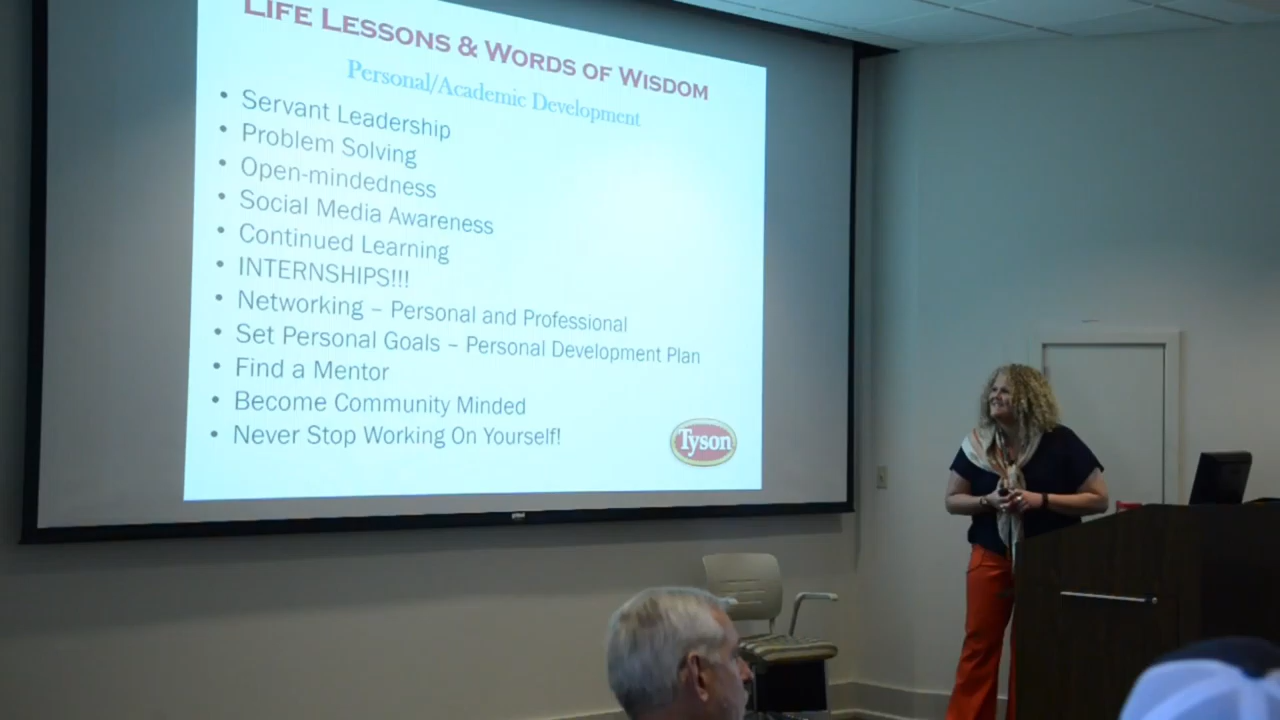 LIFE LESSONS & WORDS OF WISDOM
Personal/Academic Development
• Servant Leadership
• Problem Solving
• Open-mindedness
• Social Media Awareness
• Continued Learning
• INTERNSHIPS!!!
• Networking – Personal and Professional
• Set Personal Goals – Personal Development Plan
• Find a Mentor
• Become Community Minded
• Never Stop Working On Yourself!
Tyson